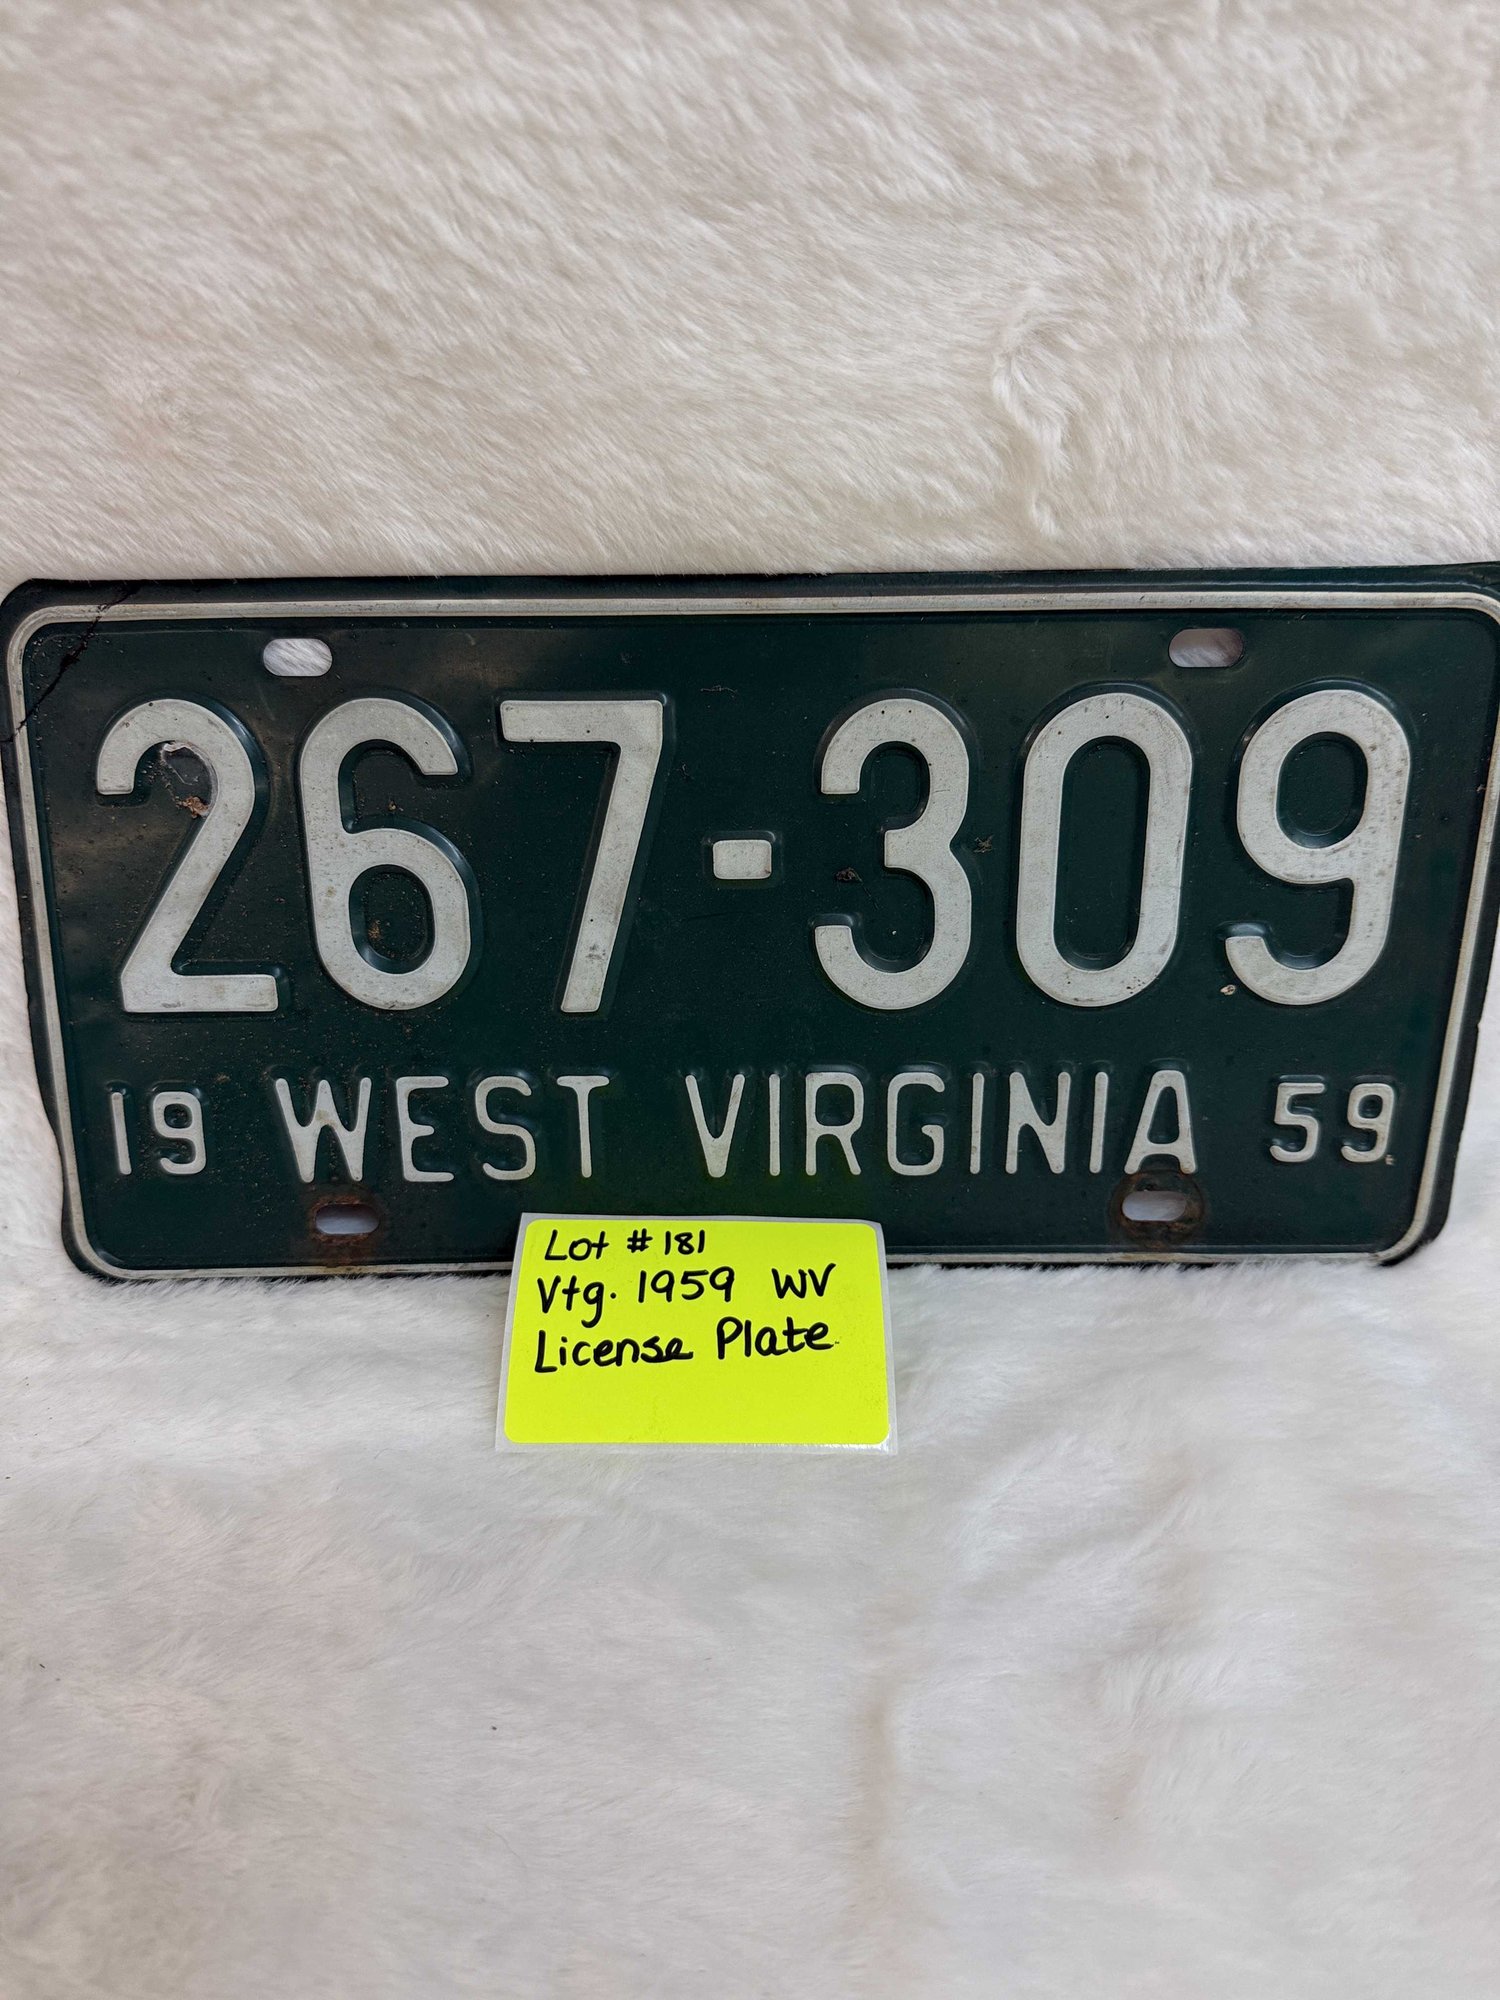 267-309
19 WEST VIRGINIA 59
Lot #181
Vtg. 1959 WV
License Plate